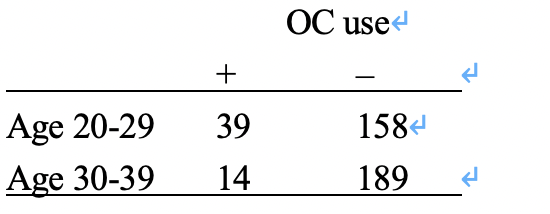 OC use
+ –
Age 20-29 39 158
Age 30-39 14 189